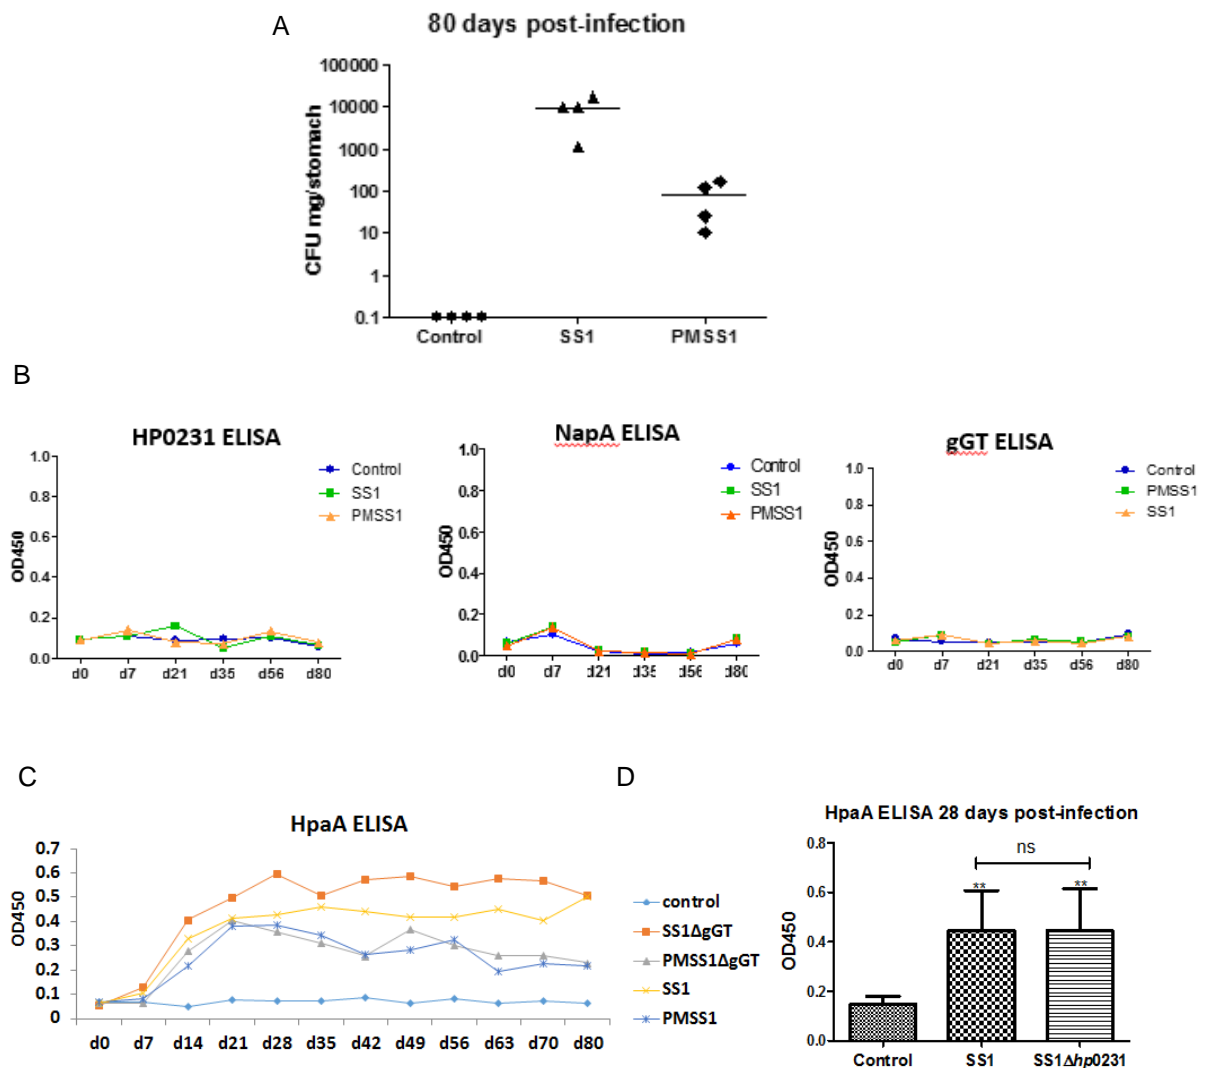 A
80 days post-infection
CFU mg/stomach
100000
10000
1000
100
10
1
0.1
Control
SS1
PMSS1
B
HP0231 ELISA
OD450
1.0
0.8
0.6
0.4
0.2
0.0
d0 d7 d21 d35 d56 d80
Control
SS1
PMSS1
NapA ELISA
OD450
1.0
0.8
0.6
0.4
0.2
0.0
d0 d7 d21 d35 d56 d80
Control
SS1
PMSS1
gGT ELISA
OD450
1.0
0.8
0.6
0.4
0.2
0.0
d0 d7 d21 d35 d56 d80
Control
PMSS1
SS1
C
HpaA ELISA
OD450
0.7
0.6
0.5
0.4
0.3
0.2
0.1
0
d0 d7 d14 d21 d28 d35 d42 d49 d56 d63 d70 d80
control
SS1ΔgGT
PMSS1ΔgGT
SS1
PMSS1
D
HpaA ELISA 28 days post-infection
OD450
0.8
0.6
0.4
0.2
0.0
ns
** **
Control SS1 SS1Δhp0231